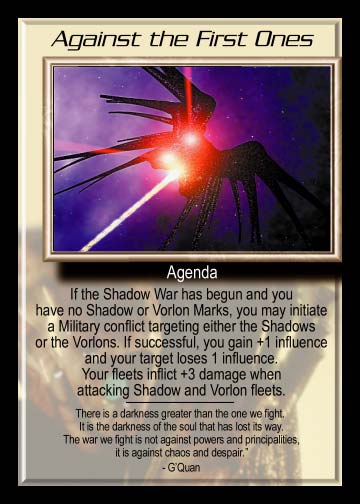 Against the First Ones
Agenda
If the Shadow War has begun and you
have no Shadow or Vorlon Marks, you may initiate
a Military conflict targeting either the Shadows
or the Vorlons. If successful, you gain +1 influence
and your target loses 1 influence.
Your fleets inflict +3 damage when
attacking Shadow and Vorlon fleets.
There is a darkness greater than the one we fight.
It is the darkness of the soul that has lost its way.
The war we fight is not against powers and principalities,
it is against chaos and despair."
- G'Quan